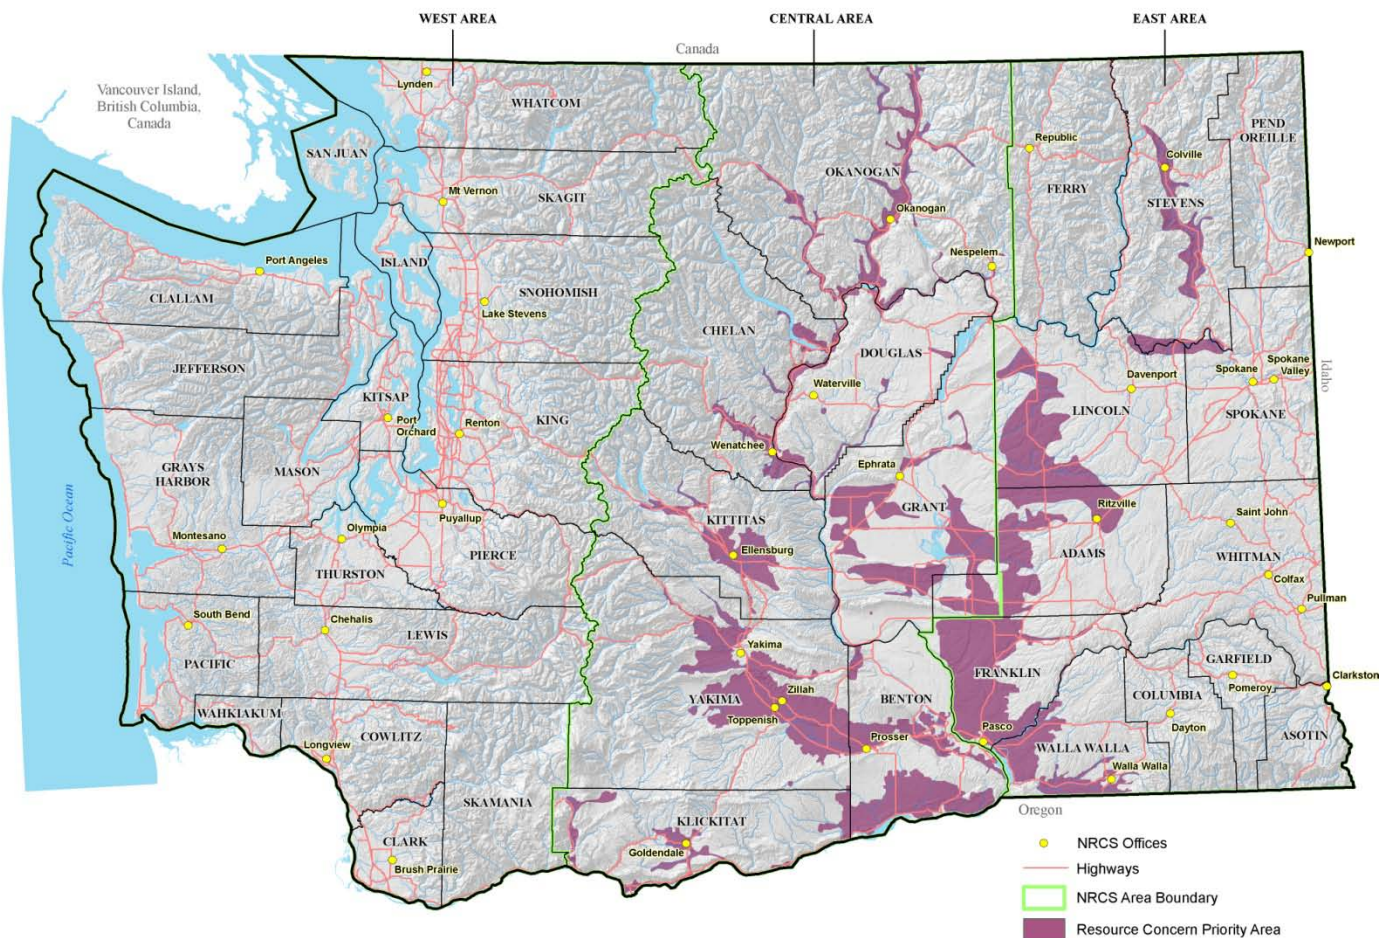 WEST AREA
CENTRAL AREA
EAST AREA
Canada
Vancouver Island,
British Columbia,
Canada
Lynden
WHATCOM
SAN JUAN
Mt Vernon
SKAGIT
OKANOGAN
Okanogan
Republic
FERRY
Colville
STEVENS
PEND
OREILLE
Newport
Nespelem
Port Angeles
ISLAND
CLALLAM
SNOHOMISH
Lake Stevens
CHELAN
DOUGLAS
Waterville
JEFFERSON
KITSAP
Port
Orchard
Renton
KING
Davenport
LINCOLN
Spokane
Spokane
Valley
SPOKANE
Idaho
GRAYS
HARBOR
MASON
Wenatchee
Ephrata
GRANT
Pacific Ocean
Montesano
Olympia
Puyallup
PIERCE
THURSTON
KITTITAS
Ellensburg
Ritzville
ADAMS
Saint John
WHITMAN
Colfax
Pullman
South Bend
PACIFIC
Chehalis
LEWIS
Yakima
YAKIMA
Zillah
Toppenish
BENTON
Prosser
FRANKLIN
Pasco
GARFIELD
Pomeroy
Clarkston
COLUMBIA
Dayton
ASOTIN
WALLA WALLA
Walla Walla
WAHKIAKUM
COWLITZ
Longview
SKAMANIA
CLARK
Brush Prairie
KLICKITAT
Goldendale
Oregon
NRCS Offices
Highways
NRCS Area Boundary
Resource Concern Priority Area